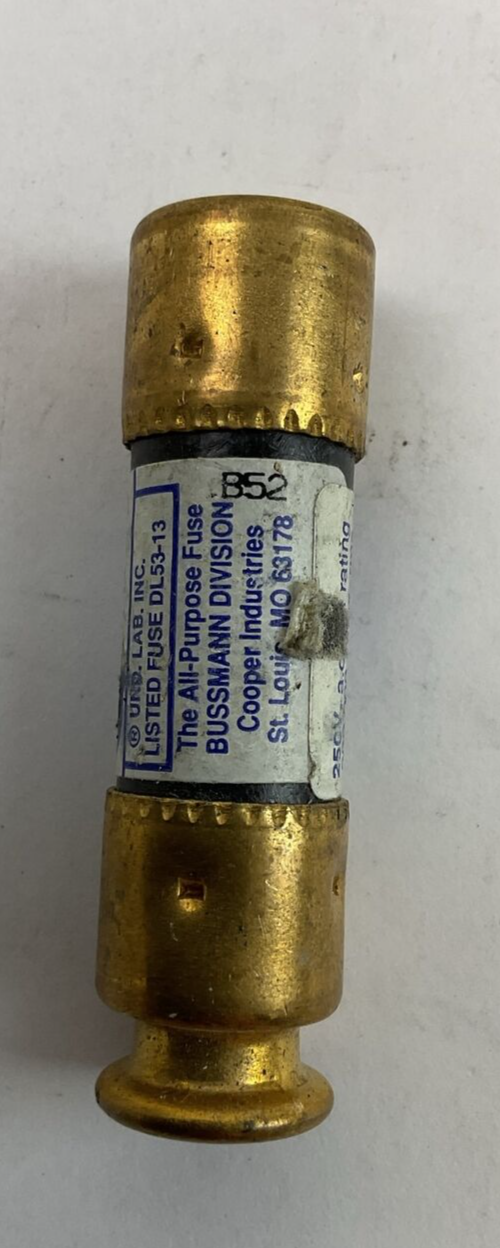 B52
® UND. LAB. INC.
LISTED FUSE DL53-13
The All-Purpose Fuse
BUSSMANN DIVISION
Cooper Industries
St. Louis MO 63178
rating
250V.